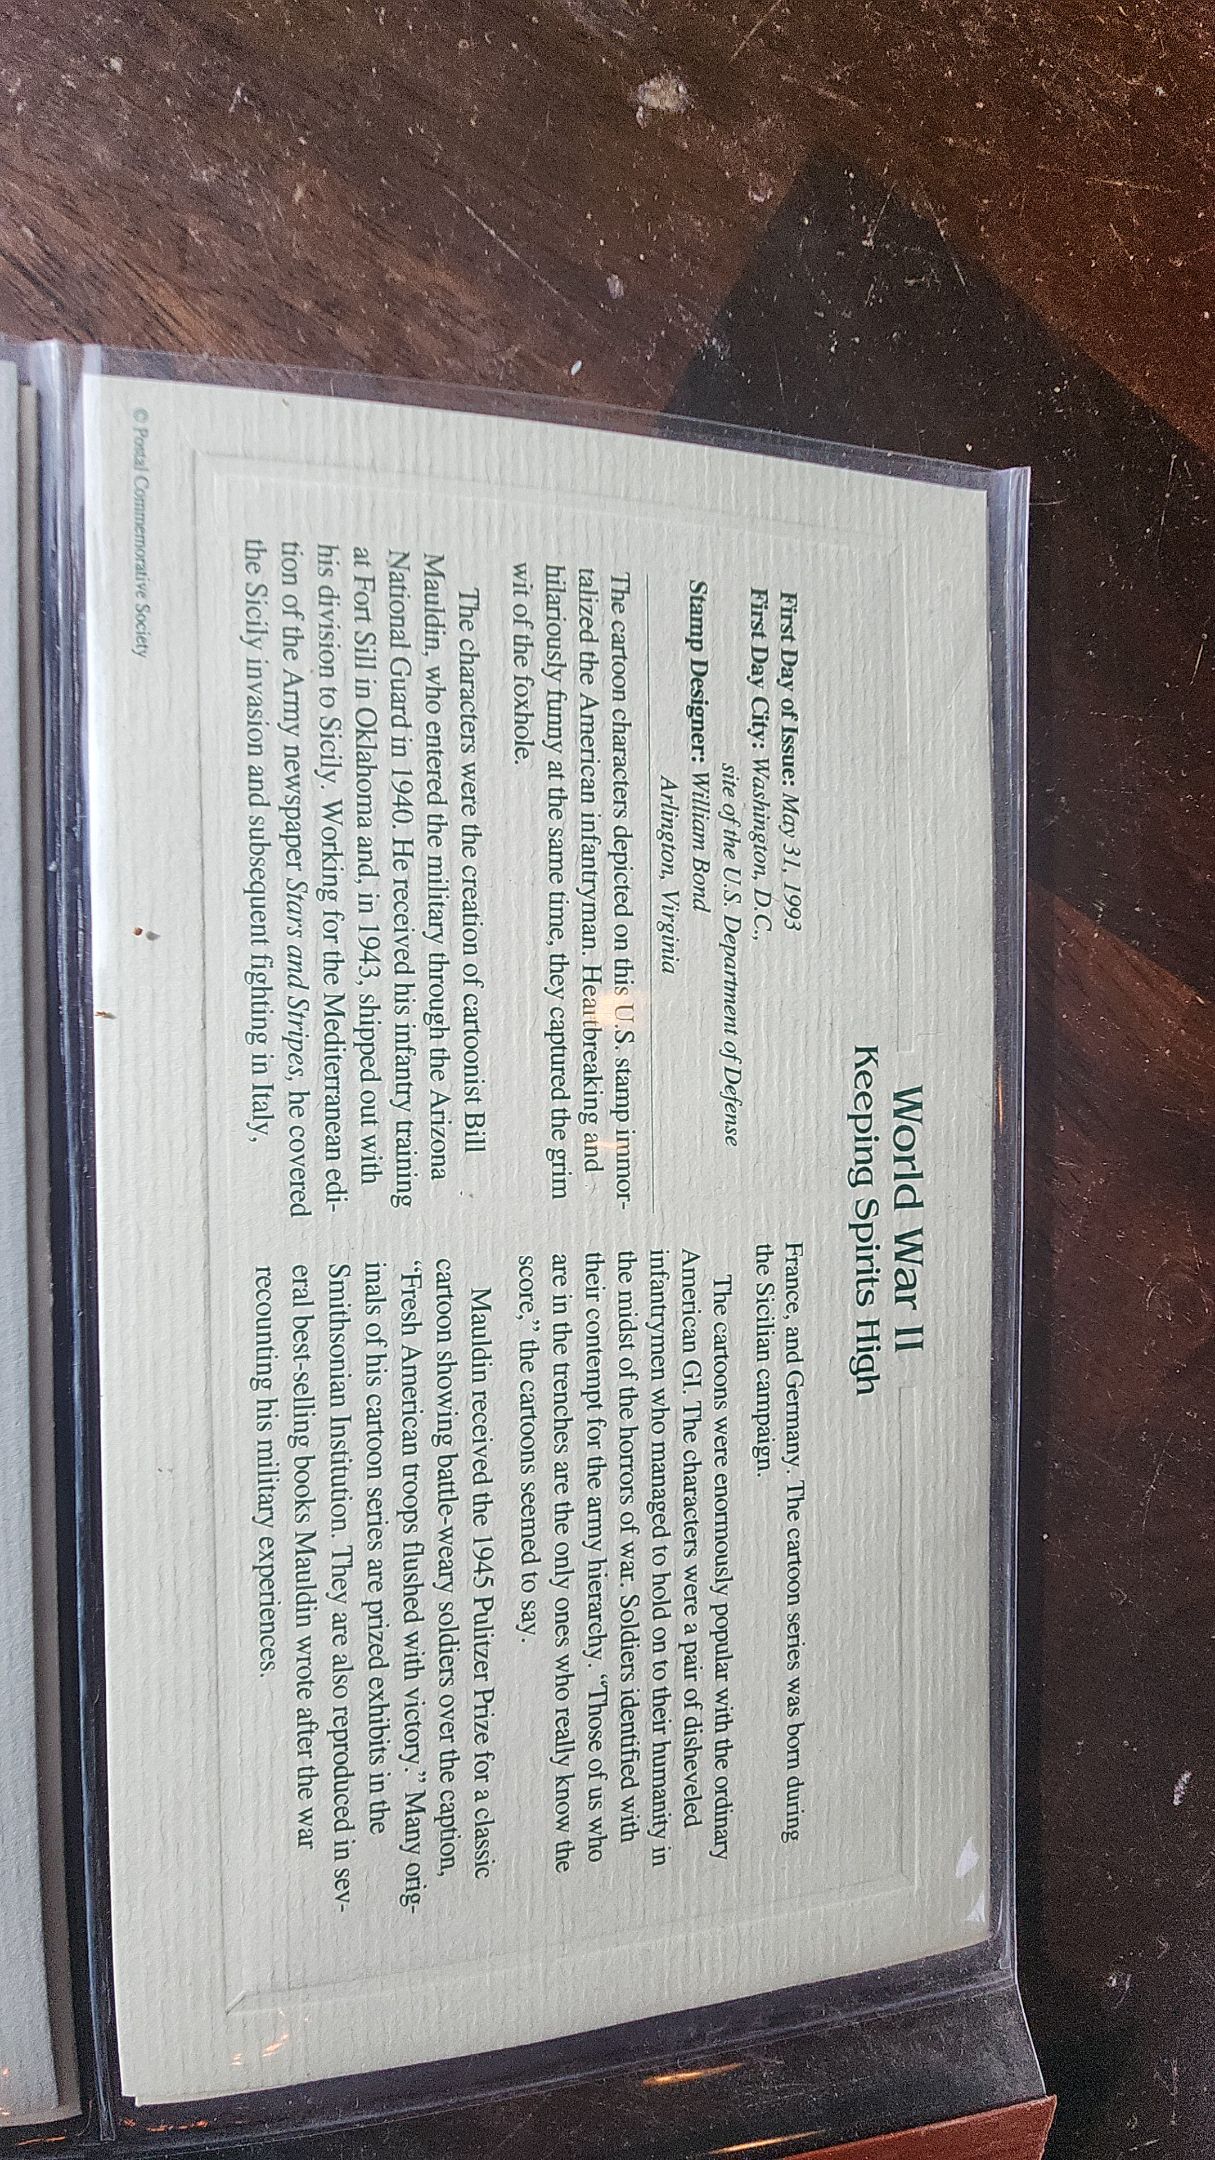 World War II
Keeping Spirits High
First Day of Issue: May 31, 1993
First Day City: Washington, D.C.,
site of the U.S. Department of Defense
Stamp Designer: William Bond
Arlington, Virginia
The cartoon characters depicted on this U.S. stamp immor-
talized the American infantryman. Heartbreaking and
hilariously funny at the same time, they captured the grim
wit of the foxhole.
The characters were the creation of cartoonist Bill
Mauldin, who entered the military through the Arizona
National Guard in 1940. He received his infantry training
at Fort Sill in Oklahoma and, in 1943, shipped out with
his division to Sicily. Working for the Mediterranean edi-
tion of the Army newspaper Stars and Stripes, he covered
the Sicily invasion and subsequent fighting in Italy,
France, and Germany. The cartoon series was born during
the Sicilian campaign.
The cartoons were enormously popular with the ordinary
American GI. The characters were a pair of disheveled
infantrymen who managed to hold on to their humanity in
the midst of the horrors of war. Soldiers identified with
their contempt for the army hierarchy. “Those of us who
are in the trenches are the only ones who really know the
score,” the cartoons seemed to say.
Mauldin received the 1945 Pulitzer Prize for a classic
cartoon showing battle-weary soldiers over the caption,
“Fresh American troops flushed with victory.” Many orig-
inals of his cartoon series are prized exhibits in the
Smithsonian Institution. They are also reproduced in sev-
eral best-selling books Mauldin wrote after the war
recounting his military experiences.
© Postal Commemorative Society